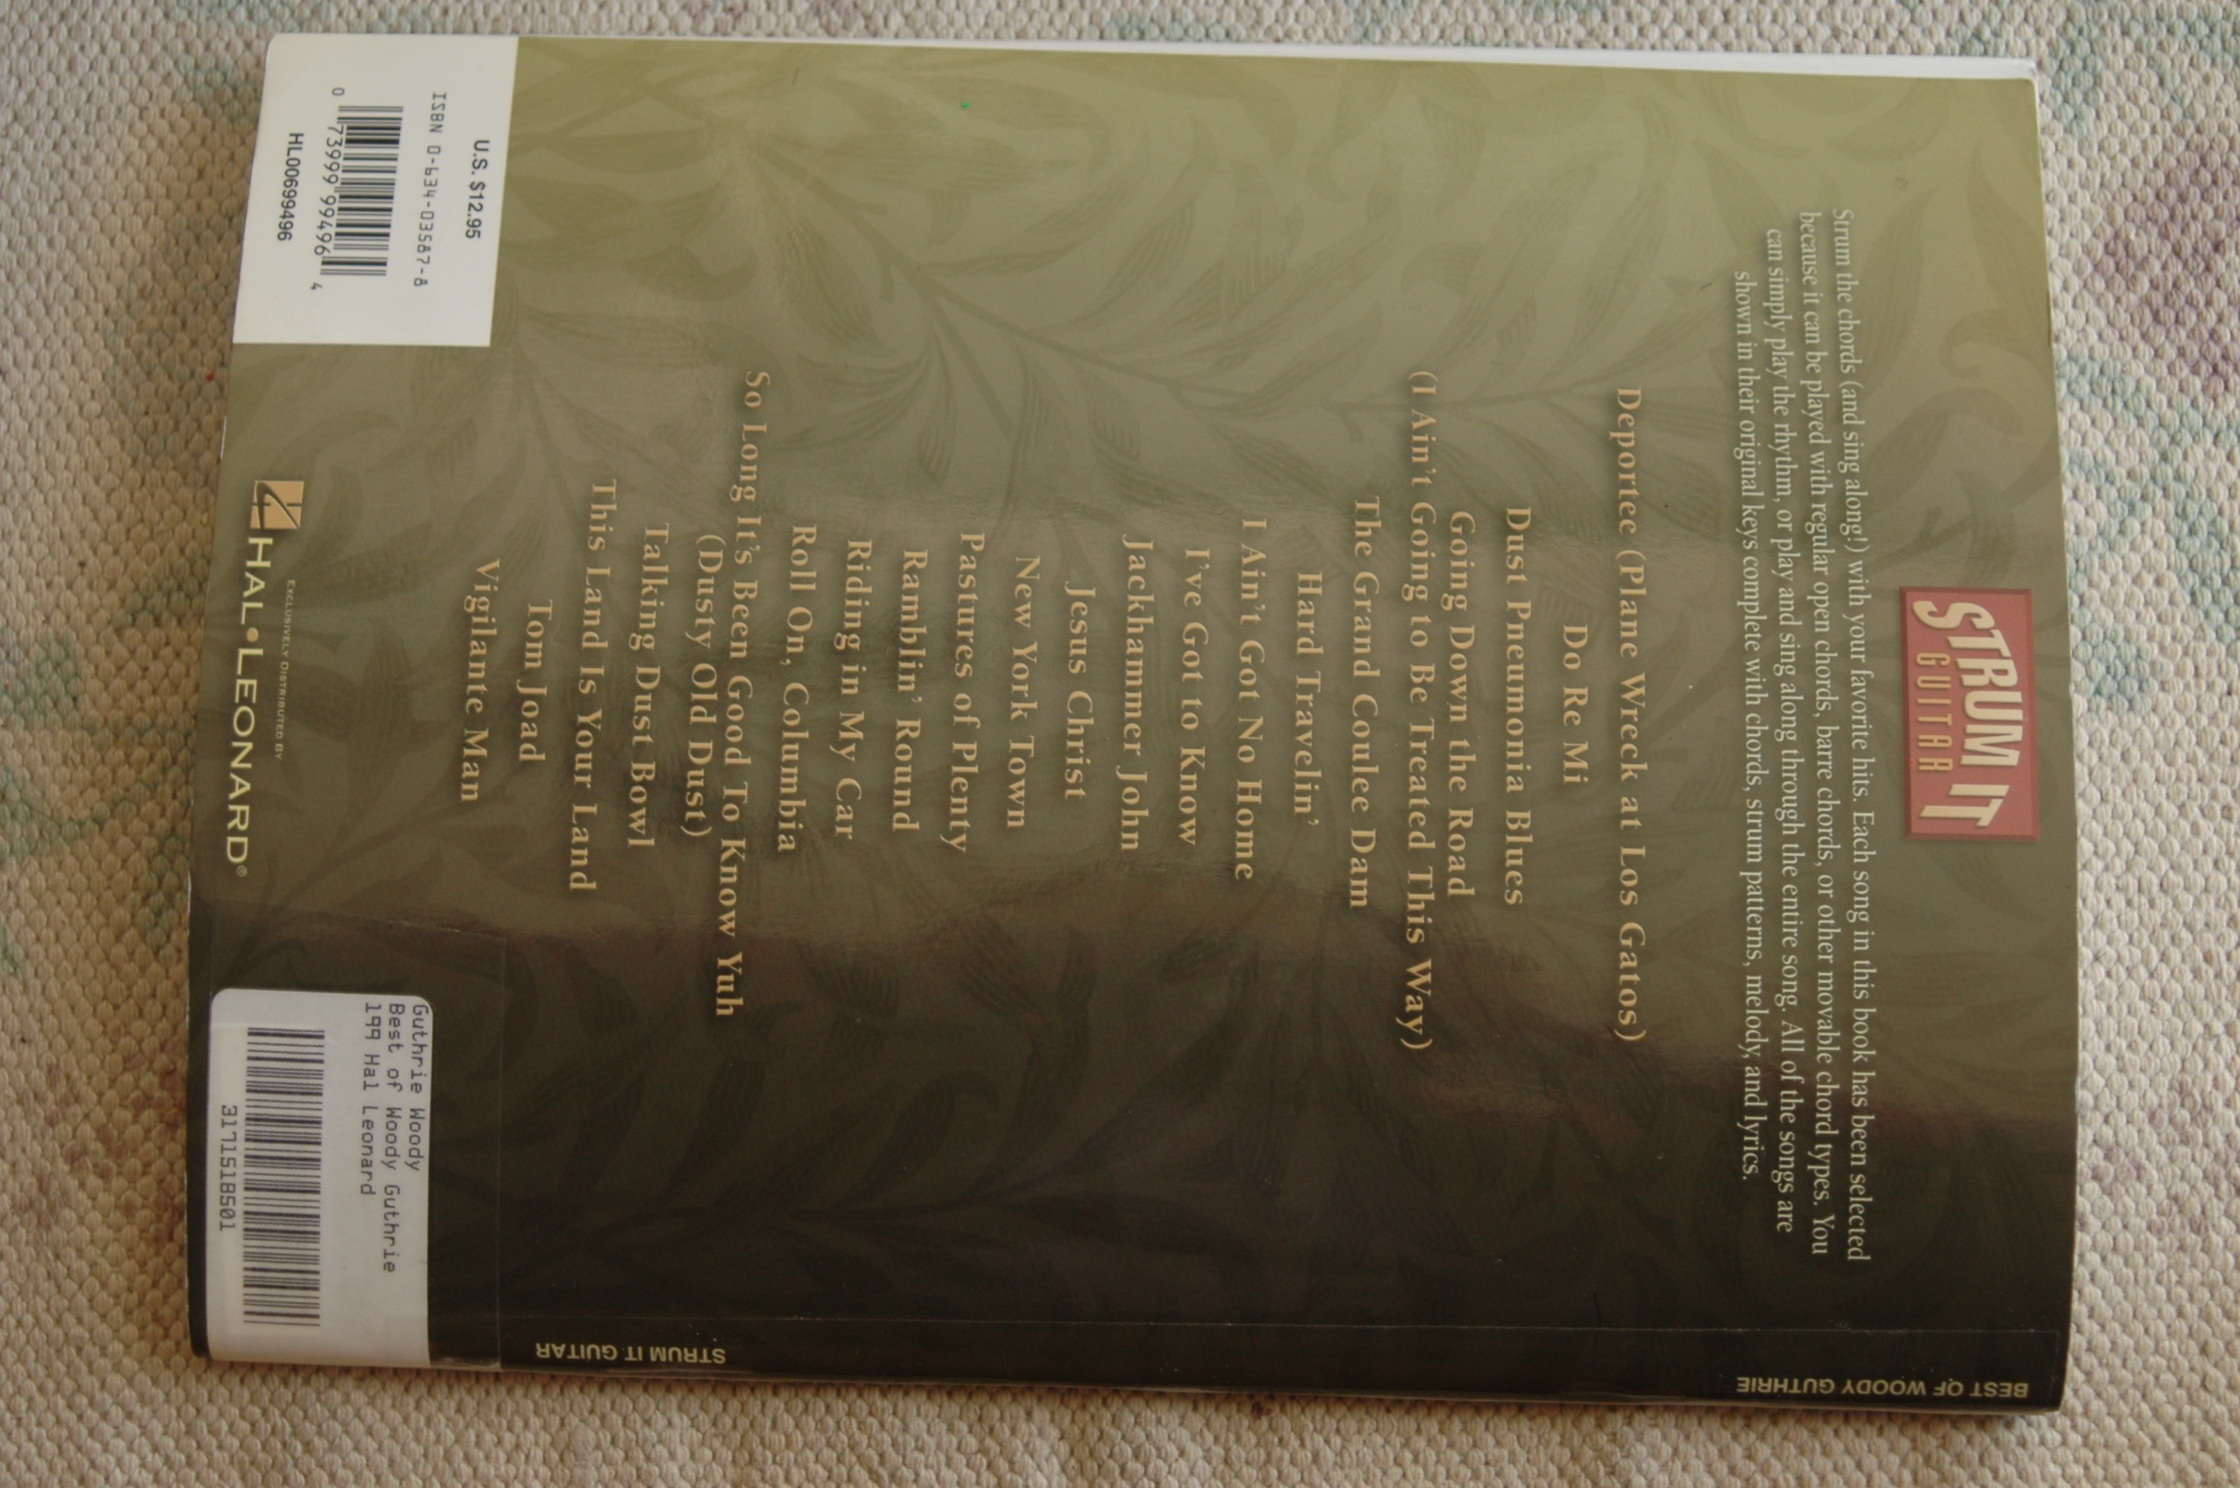 STRUM IT
GUITAR
Strum the chords (and sing along!) with your favorite hits. Each song in this book has been selected
because it can be played with regular open chords, barre chords, or other movable chord types. You
can simply play the rhythm, or play and sing along through the entire song. All of the songs are
shown in their original keys complete with chords, strum patterns, melody, and lyrics.
Deportee (Plane Wreck at Los Gatos)
Do Re Mi
Dust Pneumonia Blues
Going Down the Road
(I Ain't Going to Be Treated This Way)
The Grand Coulee Dam
Hard Travelin'
I Ain't Got No Home
I've Got to Know
Jackhammer John
Jesus Christ
New York Town
Pastures of Plenty
Ramblin' Round
Riding in My Car
Roll On, Columbia
So Long It's Been Good To Know Yuh
(Dusty Old Dust)
Talking Dust Bowl
This Land Is Your Land
Tom Joad
Vigilante Man
U.S. $12.95
ISBN 0-634-03587-8
0 73999 99496 4
HL00699496
EXCLUSIVELY DISTRIBUTED BY
HAL•LEONARD®
Guthrie Woody
Best of Woody Guthrie
199 Hal Leonard
3171518501
BEST OF WOODY GUTHRIE
STRUM IT GUITAR